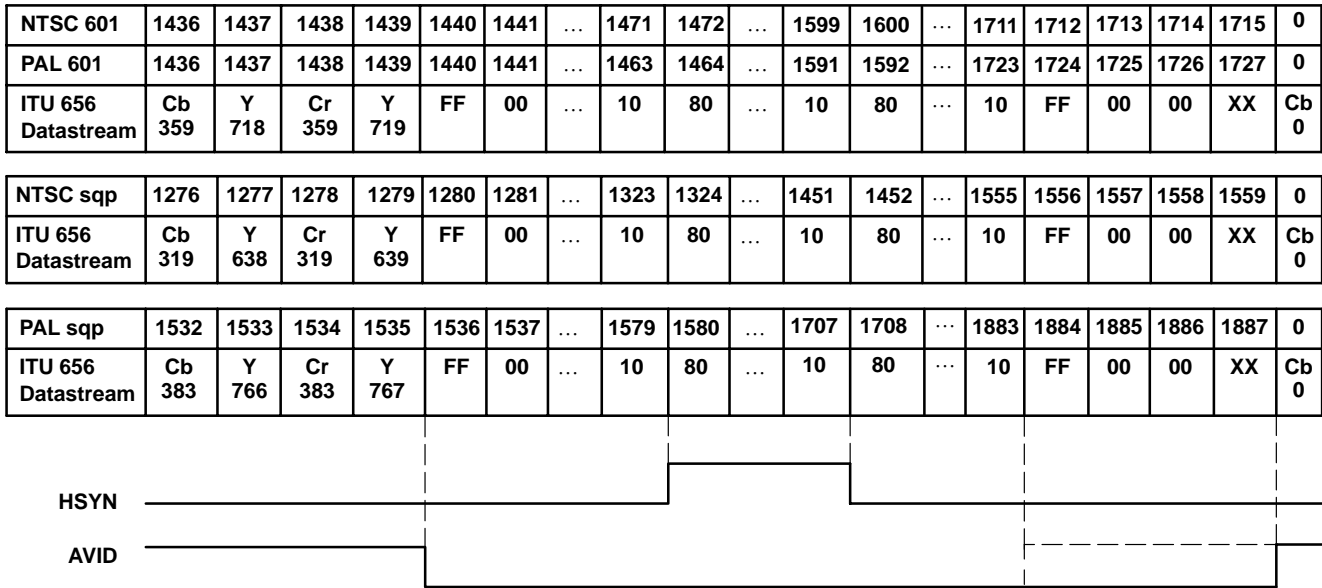 NTSC 601 1436 1437 1438 1439 1440 1441 … 1471 1472 … 1599 1600 … 1711 1712 1713 1714 1715 0
PAL 601 1436 1437 1438 1439 1440 1441 … 1463 1464 … 1591 1592 … 1723 1724 1725 1726 1727 0
ITU 656 Cb Y Cr Y FF 00 … 10 80 … 10 80 … 10 FF 00 00 XX Cb
Datastream 359 718 359 719 0
NTSC sqp 1276 1277 1278 1279 1280 1281 … 1323 1324 … 1451 1452 … 1555 1556 1557 1558 1559 0
ITU 656 Cb Y Cr Y FF 00 … 10 80 … 10 80 … 10 FF 00 00 XX Cb
Datastream 319 638 319 639 0
PAL sqp 1532 1533 1534 1535 1536 1537 … 1579 1580 … 1707 1708 … 1883 1884 1885 1886 1887 0
ITU 656 Cb Y Cr Y FF 00 … 10 80 … 10 80 … 10 FF 00 00 XX Cb
Datastream 383 766 383 767 0
HSYN
AVID